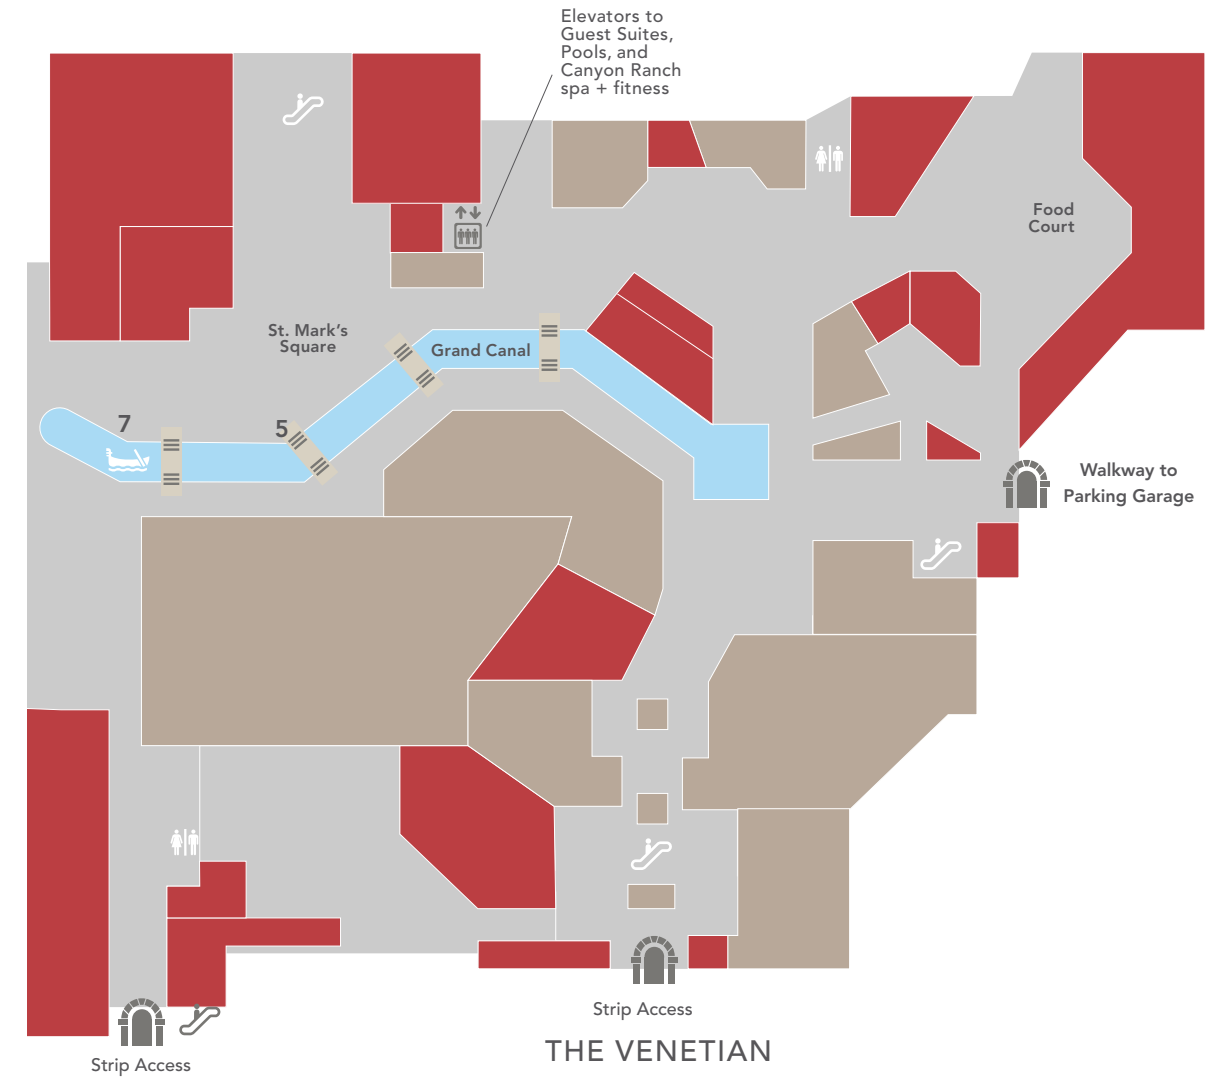 Elevators to
Guest Suites,
Pools, and
Canyon Ranch
spa + fitness
Food
Court
St. Mark's
Square
Grand Canal
7
5
Walkway to
Parking Garage
Strip Access
THE VENETIAN
Strip Access